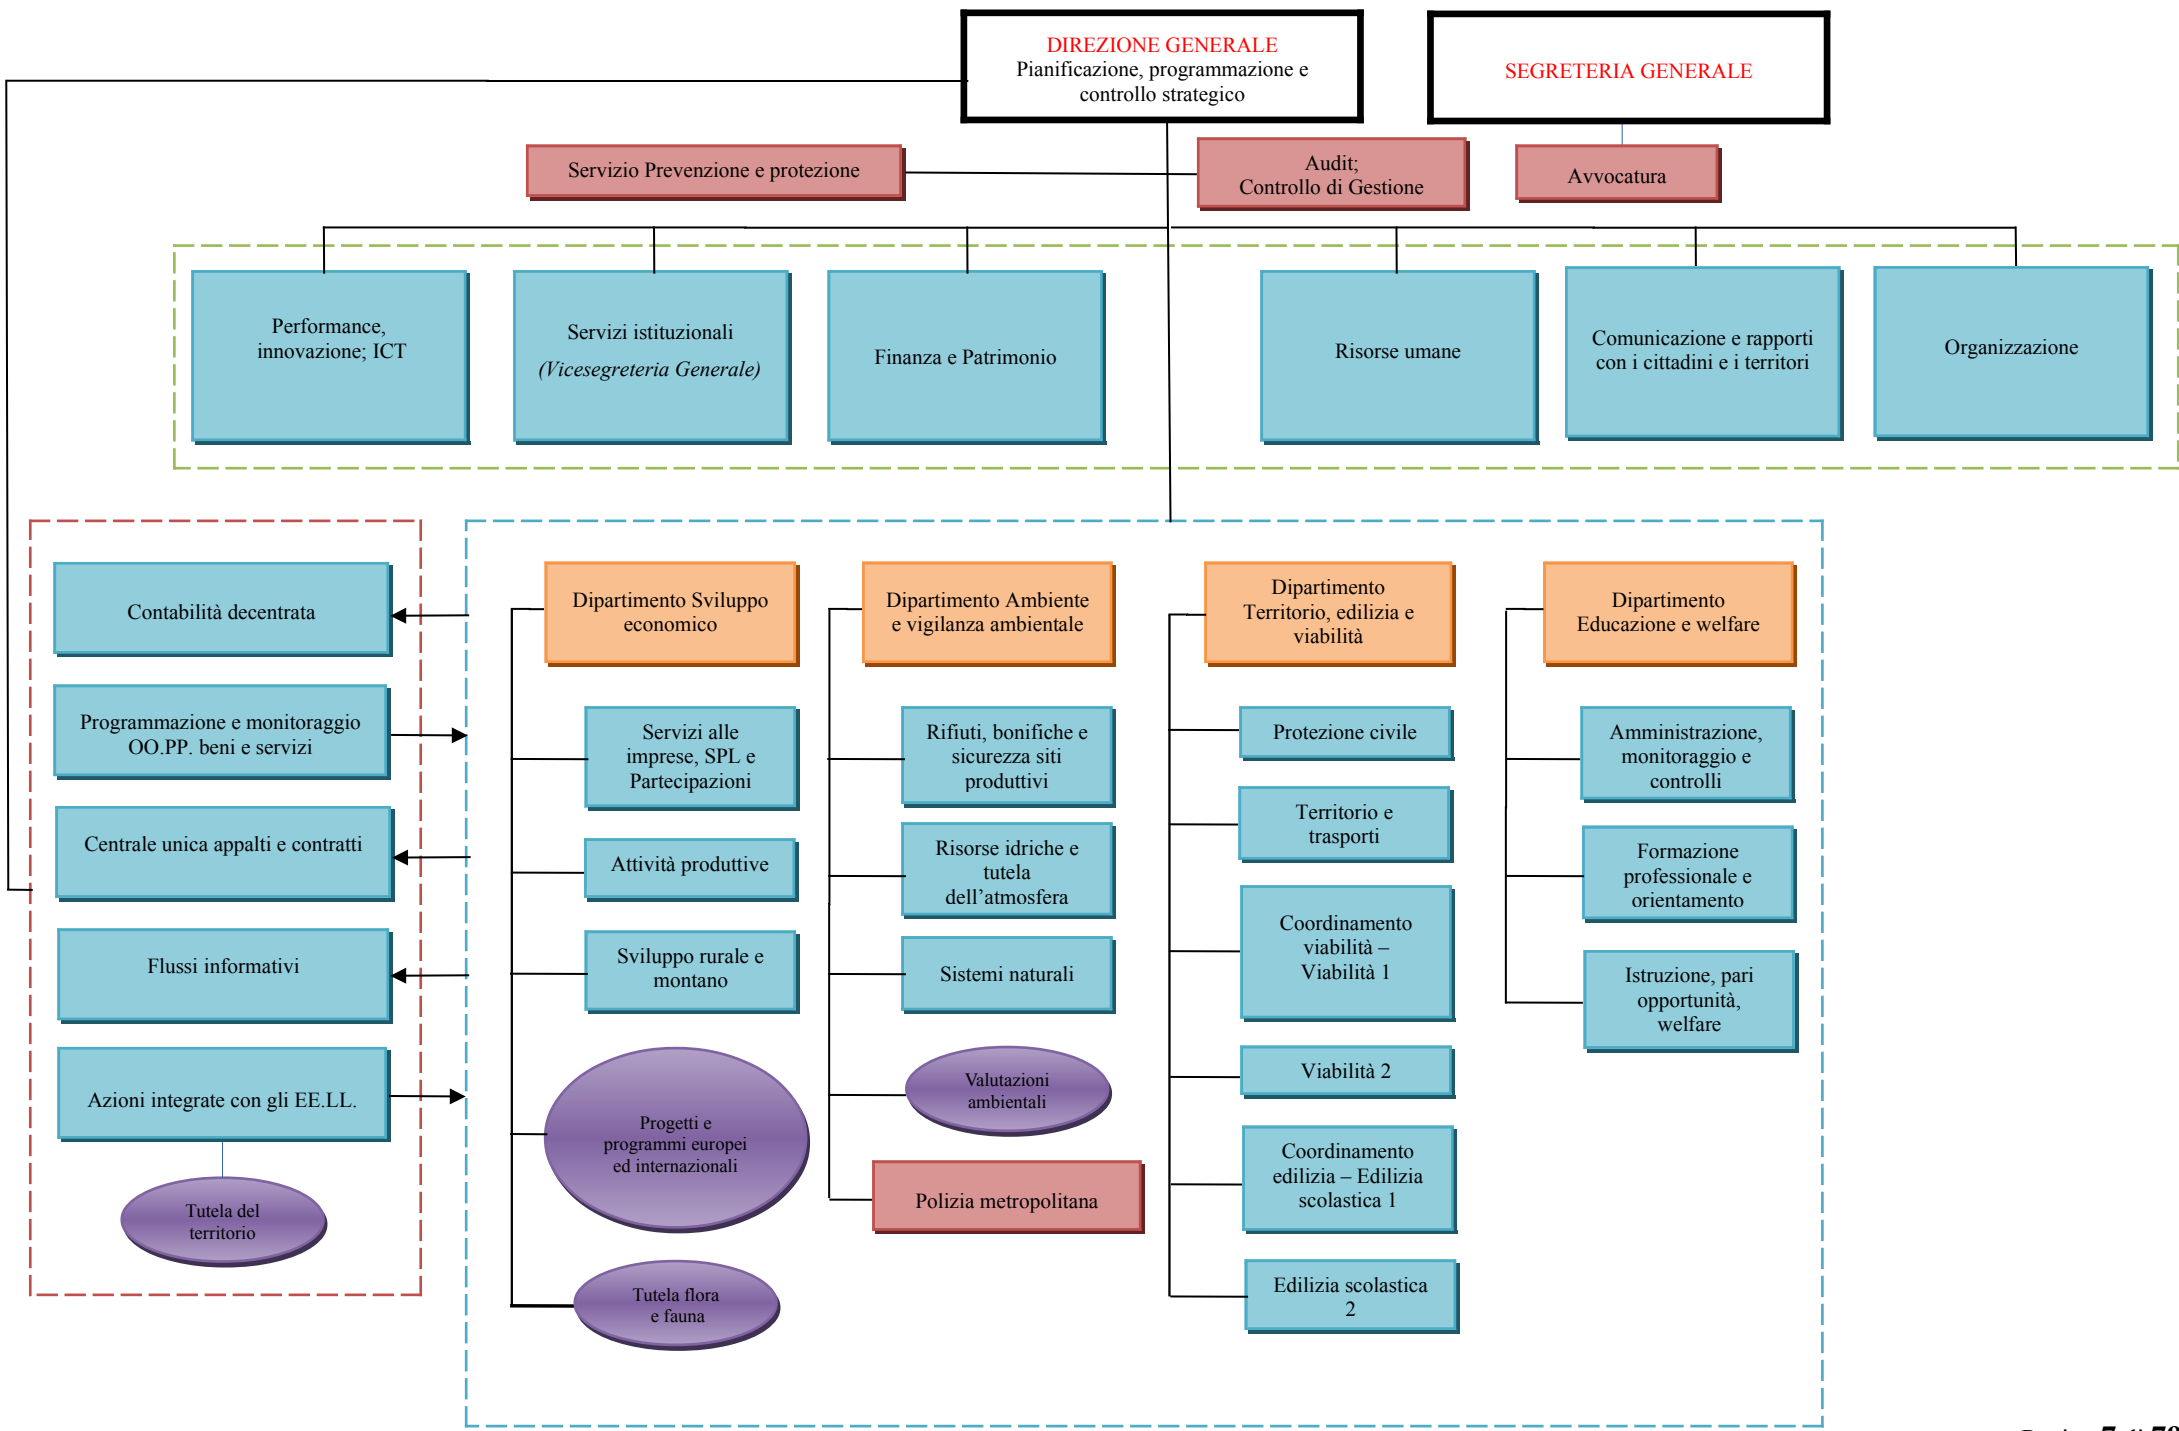 DIREZIONE GENERALE
Pianificazione, programmazione e
controllo strategico
SEGRETERIA GENERALE
Servizio Prevenzione e protezione
Audit;
Controllo di Gestione
Avvocatura
Performance,
innovazione; ICT
Servizi istituzionali
(Vicesegreteria Generale)
Finanza e Patrimonio
Risorse umane
Comunicazione e rapporti
con i cittadini e i territori
Organizzazione
Contabilità decentrata
Programmazione e monitoraggio
OO.PP. beni e servizi
Centrale unica appalti e contratti
Flussi informativi
Azioni integrate con gli EE.LL.
Tutela del
territorio
Dipartimento Sviluppo
economico
Servizi alle
imprese, SPL e
Partecipazioni
Attività produttive
Sviluppo rurale e
montano
Progetti e
programmi europei
ed internazionali
Tutela flora
e fauna
Dipartimento Ambiente
e vigilanza ambientale
Rifiuti, bonifiche e
sicurezza siti
produttivi
Risorse idriche e
tutela
dell’atmosfera
Sistemi naturali
Valutazioni
ambientali
Polizia metropolitana
Dipartimento
Territorio, edilizia e
viabilità
Protezione civile
Territorio e
trasporti
Coordinamento
viabilità –
Viabilità 1
Viabilità 2
Coordinamento
edilizia – Edilizia
scolastica 1
Edilizia scolastica
2
Dipartimento
Educazione e welfare
Amministrazione,
monitoraggio e
controlli
Formazione
professionale e
orientamento
Istruzione, pari
opportunità,
welfare